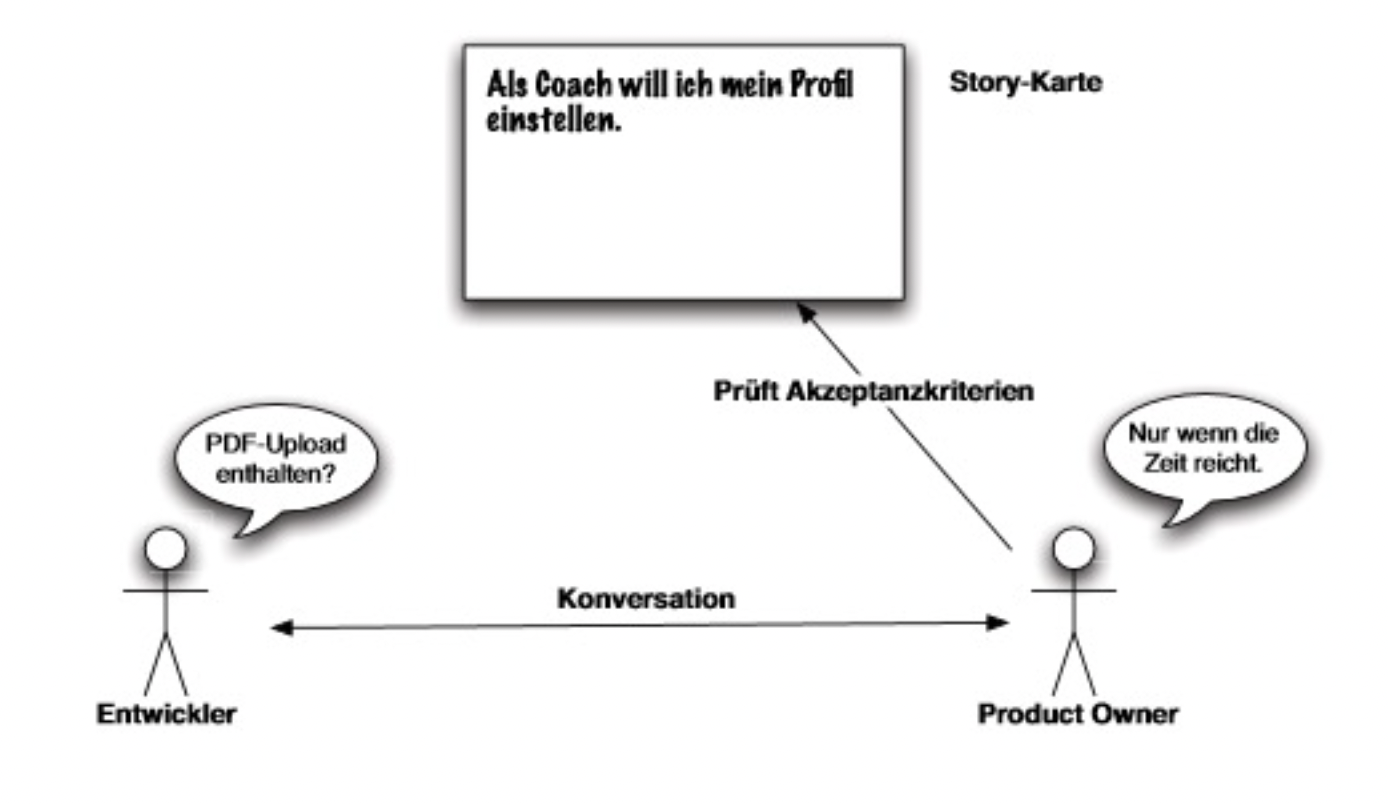 Als Coach will ich mein Profil
einstellen.
Story-Karte
Prüft Akzeptanzkriterien
PDF-Upload
enthalten?
Nur wenn die
Zeit reicht.
Konversation
Entwickler
Product Owner